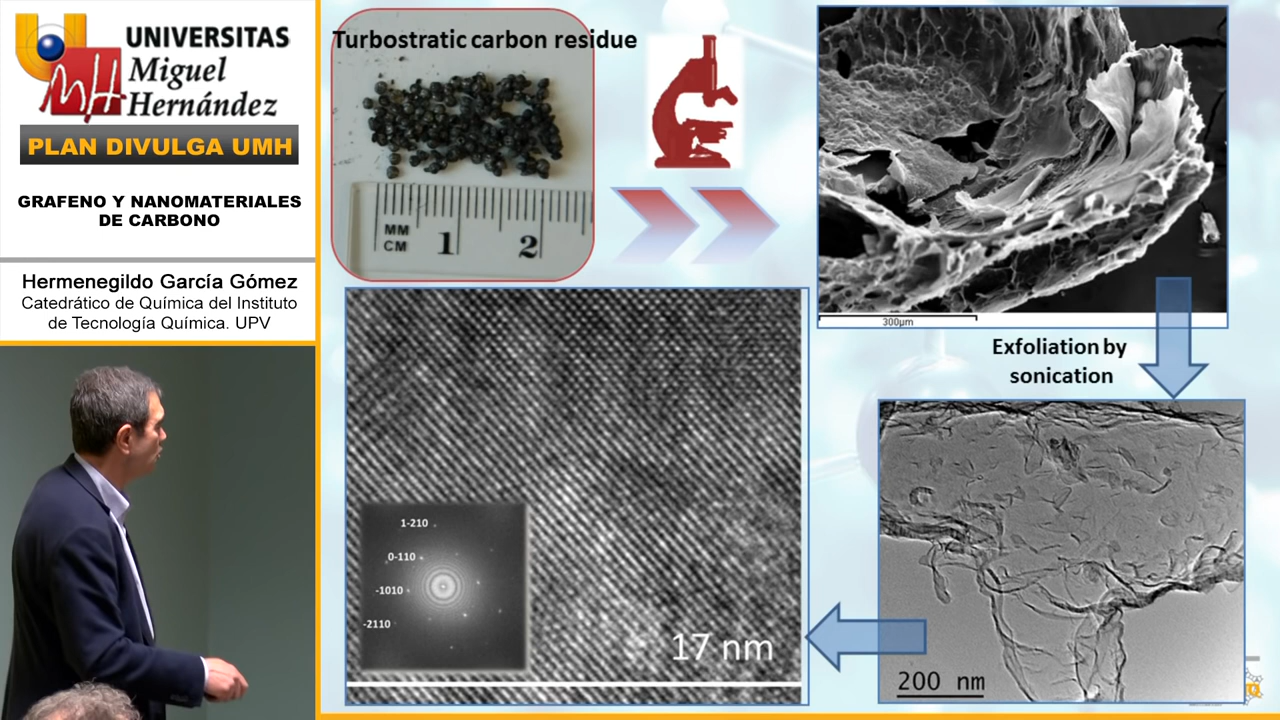 UNIVERSITAS
Miguel
Hernández
PLAN DIVULGA UMH
GRAFENO Y NANOMATERIALES
DE CARBONO
Hermenegildo García Gómez
Catedrático de Química del Instituto
de Tecnología Química. UPV
Turbostratic carbon residue
MM
CM
1
2
300µm
Exfoliation by
sonication
1-210
0-110
-1010
-2110
17 nm
200 nm